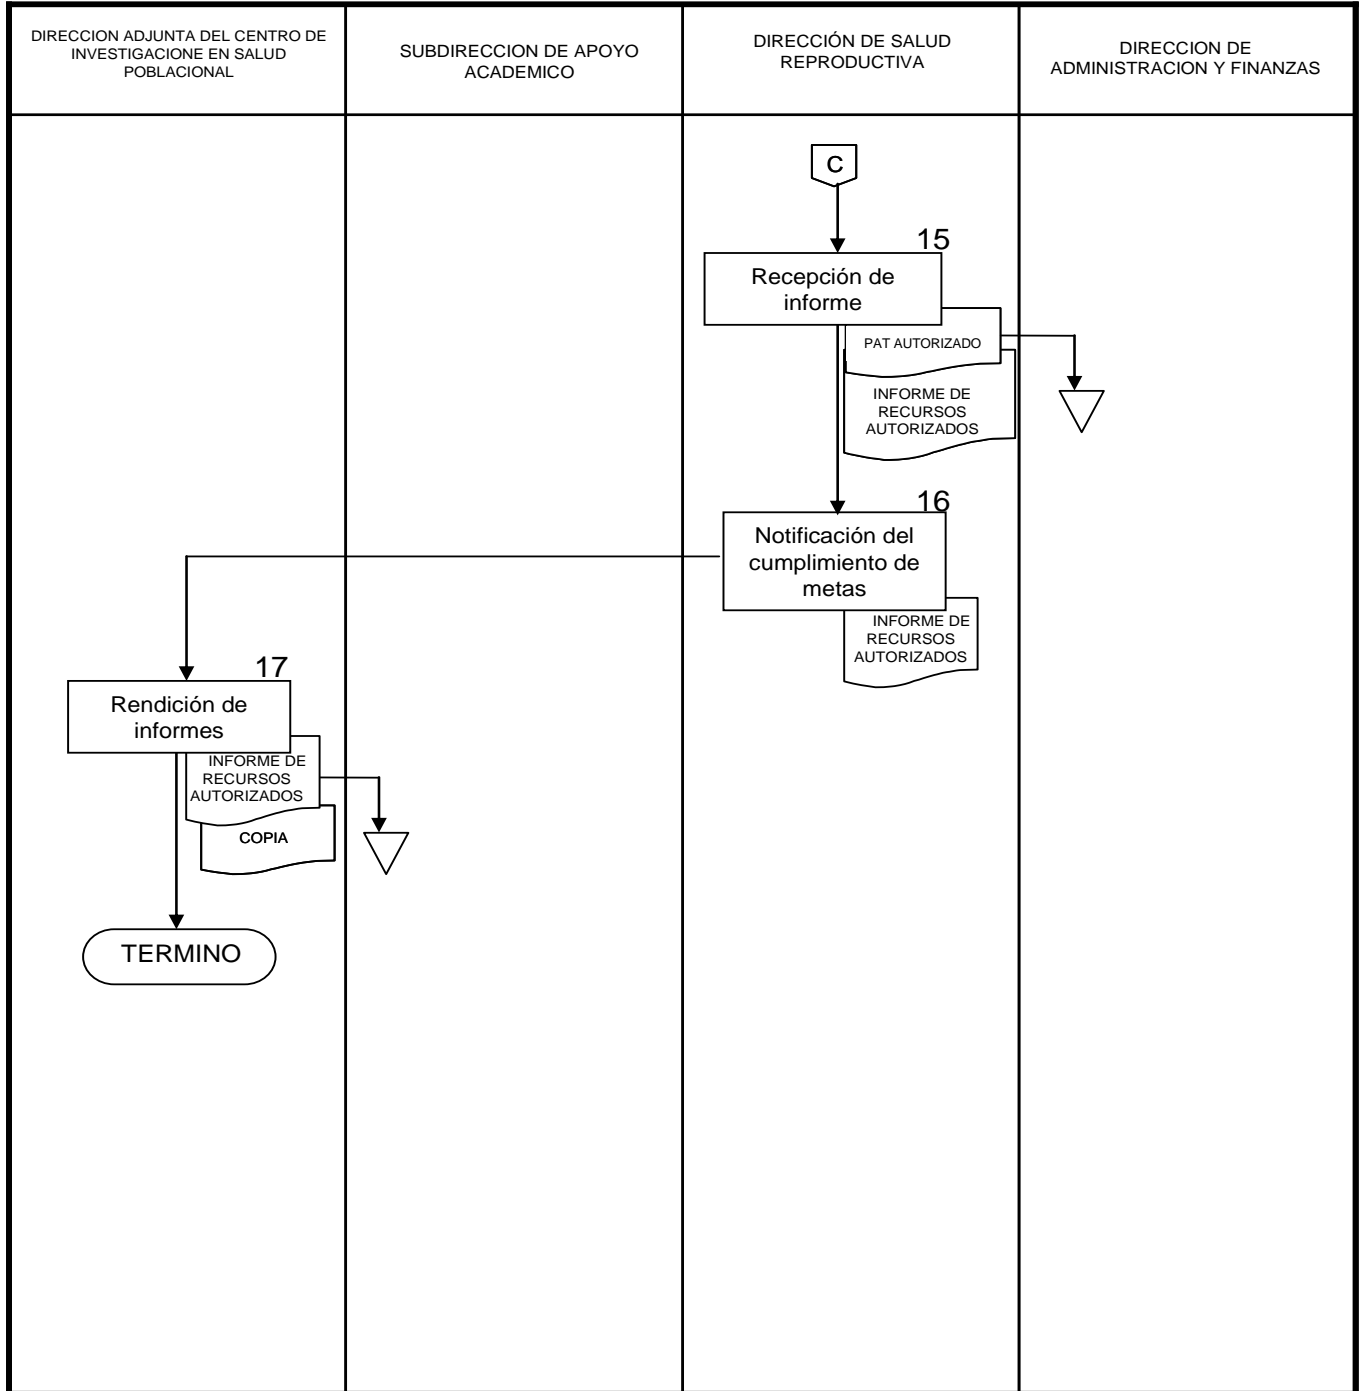 DIRECCION ADJUNTA DEL CENTRO DE
INVESTIGACIONE EN SALUD
POBLACIONAL
SUBDIRECCION DE APOYO
ACADEMICO
DIRECCIÓN DE SALUD
REPRODUCTIVA
DIRECCION DE
ADMINISTRACION Y FINANZAS
C
15
Recepción de
informe
PAT AUTORIZADO
INFORME DE
RECURSOS
AUTORIZADOS
16
Notificación del
cumplimiento de
metas
INFORME DE
RECURSOS
AUTORIZADOS
17
Rendición de
informes
INFORME DE
RECURSOS
AUTORIZADOS
COPIA
TERMINO